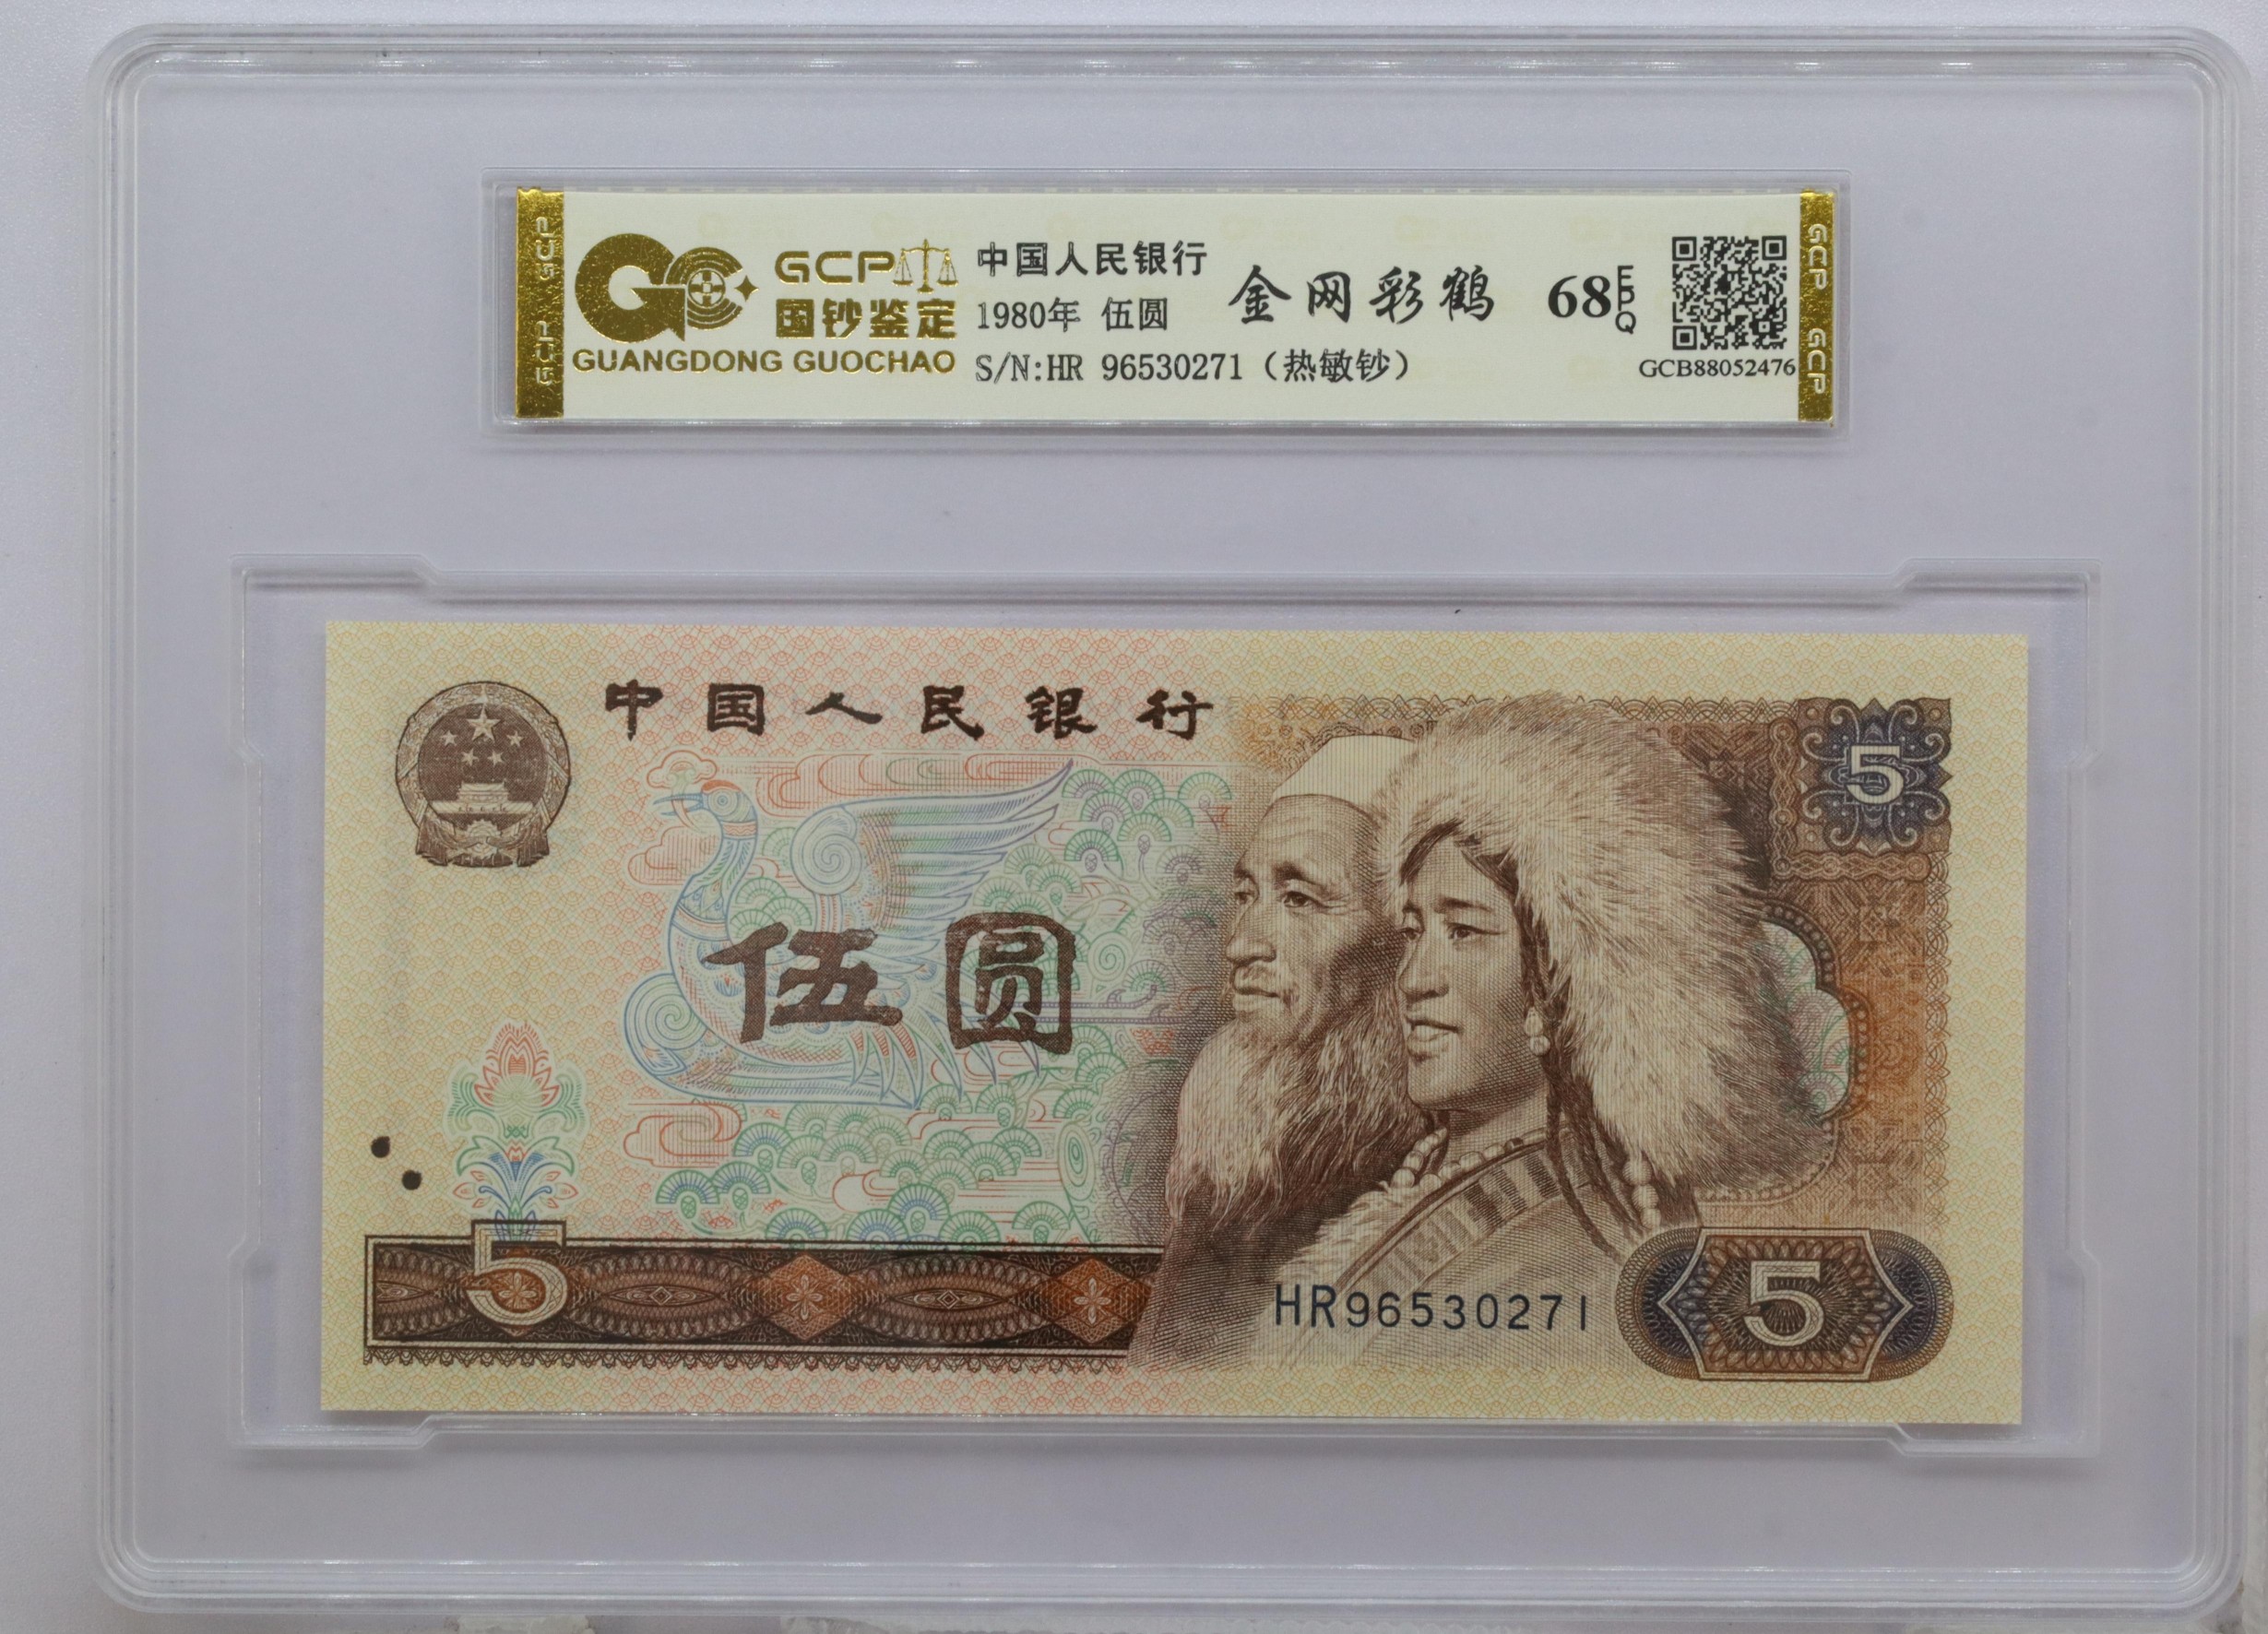 GCP GCP
GCP
国钞鉴定
GUANGDONG GUOCHAO
中国人民银行
1980年 伍圆
S/N:HR 96530271（热敏钞）
金网彩鹤
68 EPQ
GCB88052476
GCP GCP
中国人民银行
5
伍圆
5
HR96530271
5